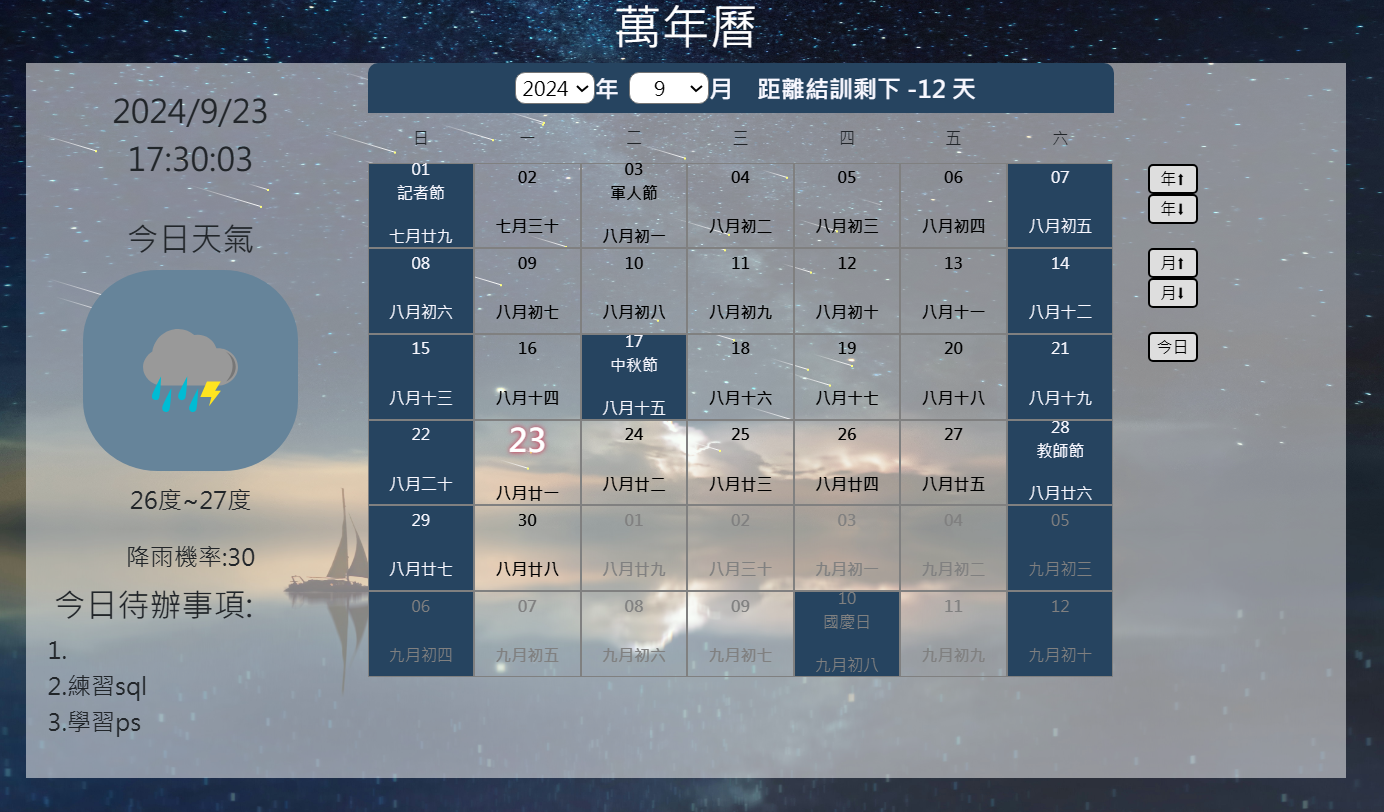 萬年曆
2024/9/23
17:30:03
今日天氣
26度~27度
降雨機率:30
今日待辦事項:
1.
2.練習sql
3.學習ps
2024 年 9 月 距離結訓剩下 -12 天
日 一 二 三 四 五 六
01 02 03 04 05 06 07
記者節 軍人節
七月廿九 七月三十 八月初一 八月初二 八月初三 八月初四 八月初五
08 09 10 11 12 13 14
八月初六 八月初七 八月初八 八月初九 八月初十 八月十一 八月十二
15 16 17 18 19 20 21
中秋節
八月十三 八月十四 八月十五 八月十六 八月十七 八月十八 八月十九
22 23 24 25 26 27 28
教師節
八月二十 八月廿一 八月廿二 八月廿三 八月廿四 八月廿五 八月廿六
29 30 01 02 03 04 05
八月廿七 八月廿八 八月廿九 八月三十 九月初一 九月初二 九月初三
06 07 08 09 10 11 12
國慶日
九月初四 九月初五 九月初六 九月初七 九月初八 九月初九 九月初十
年⬆
年⬇
月⬆
月⬇
今日